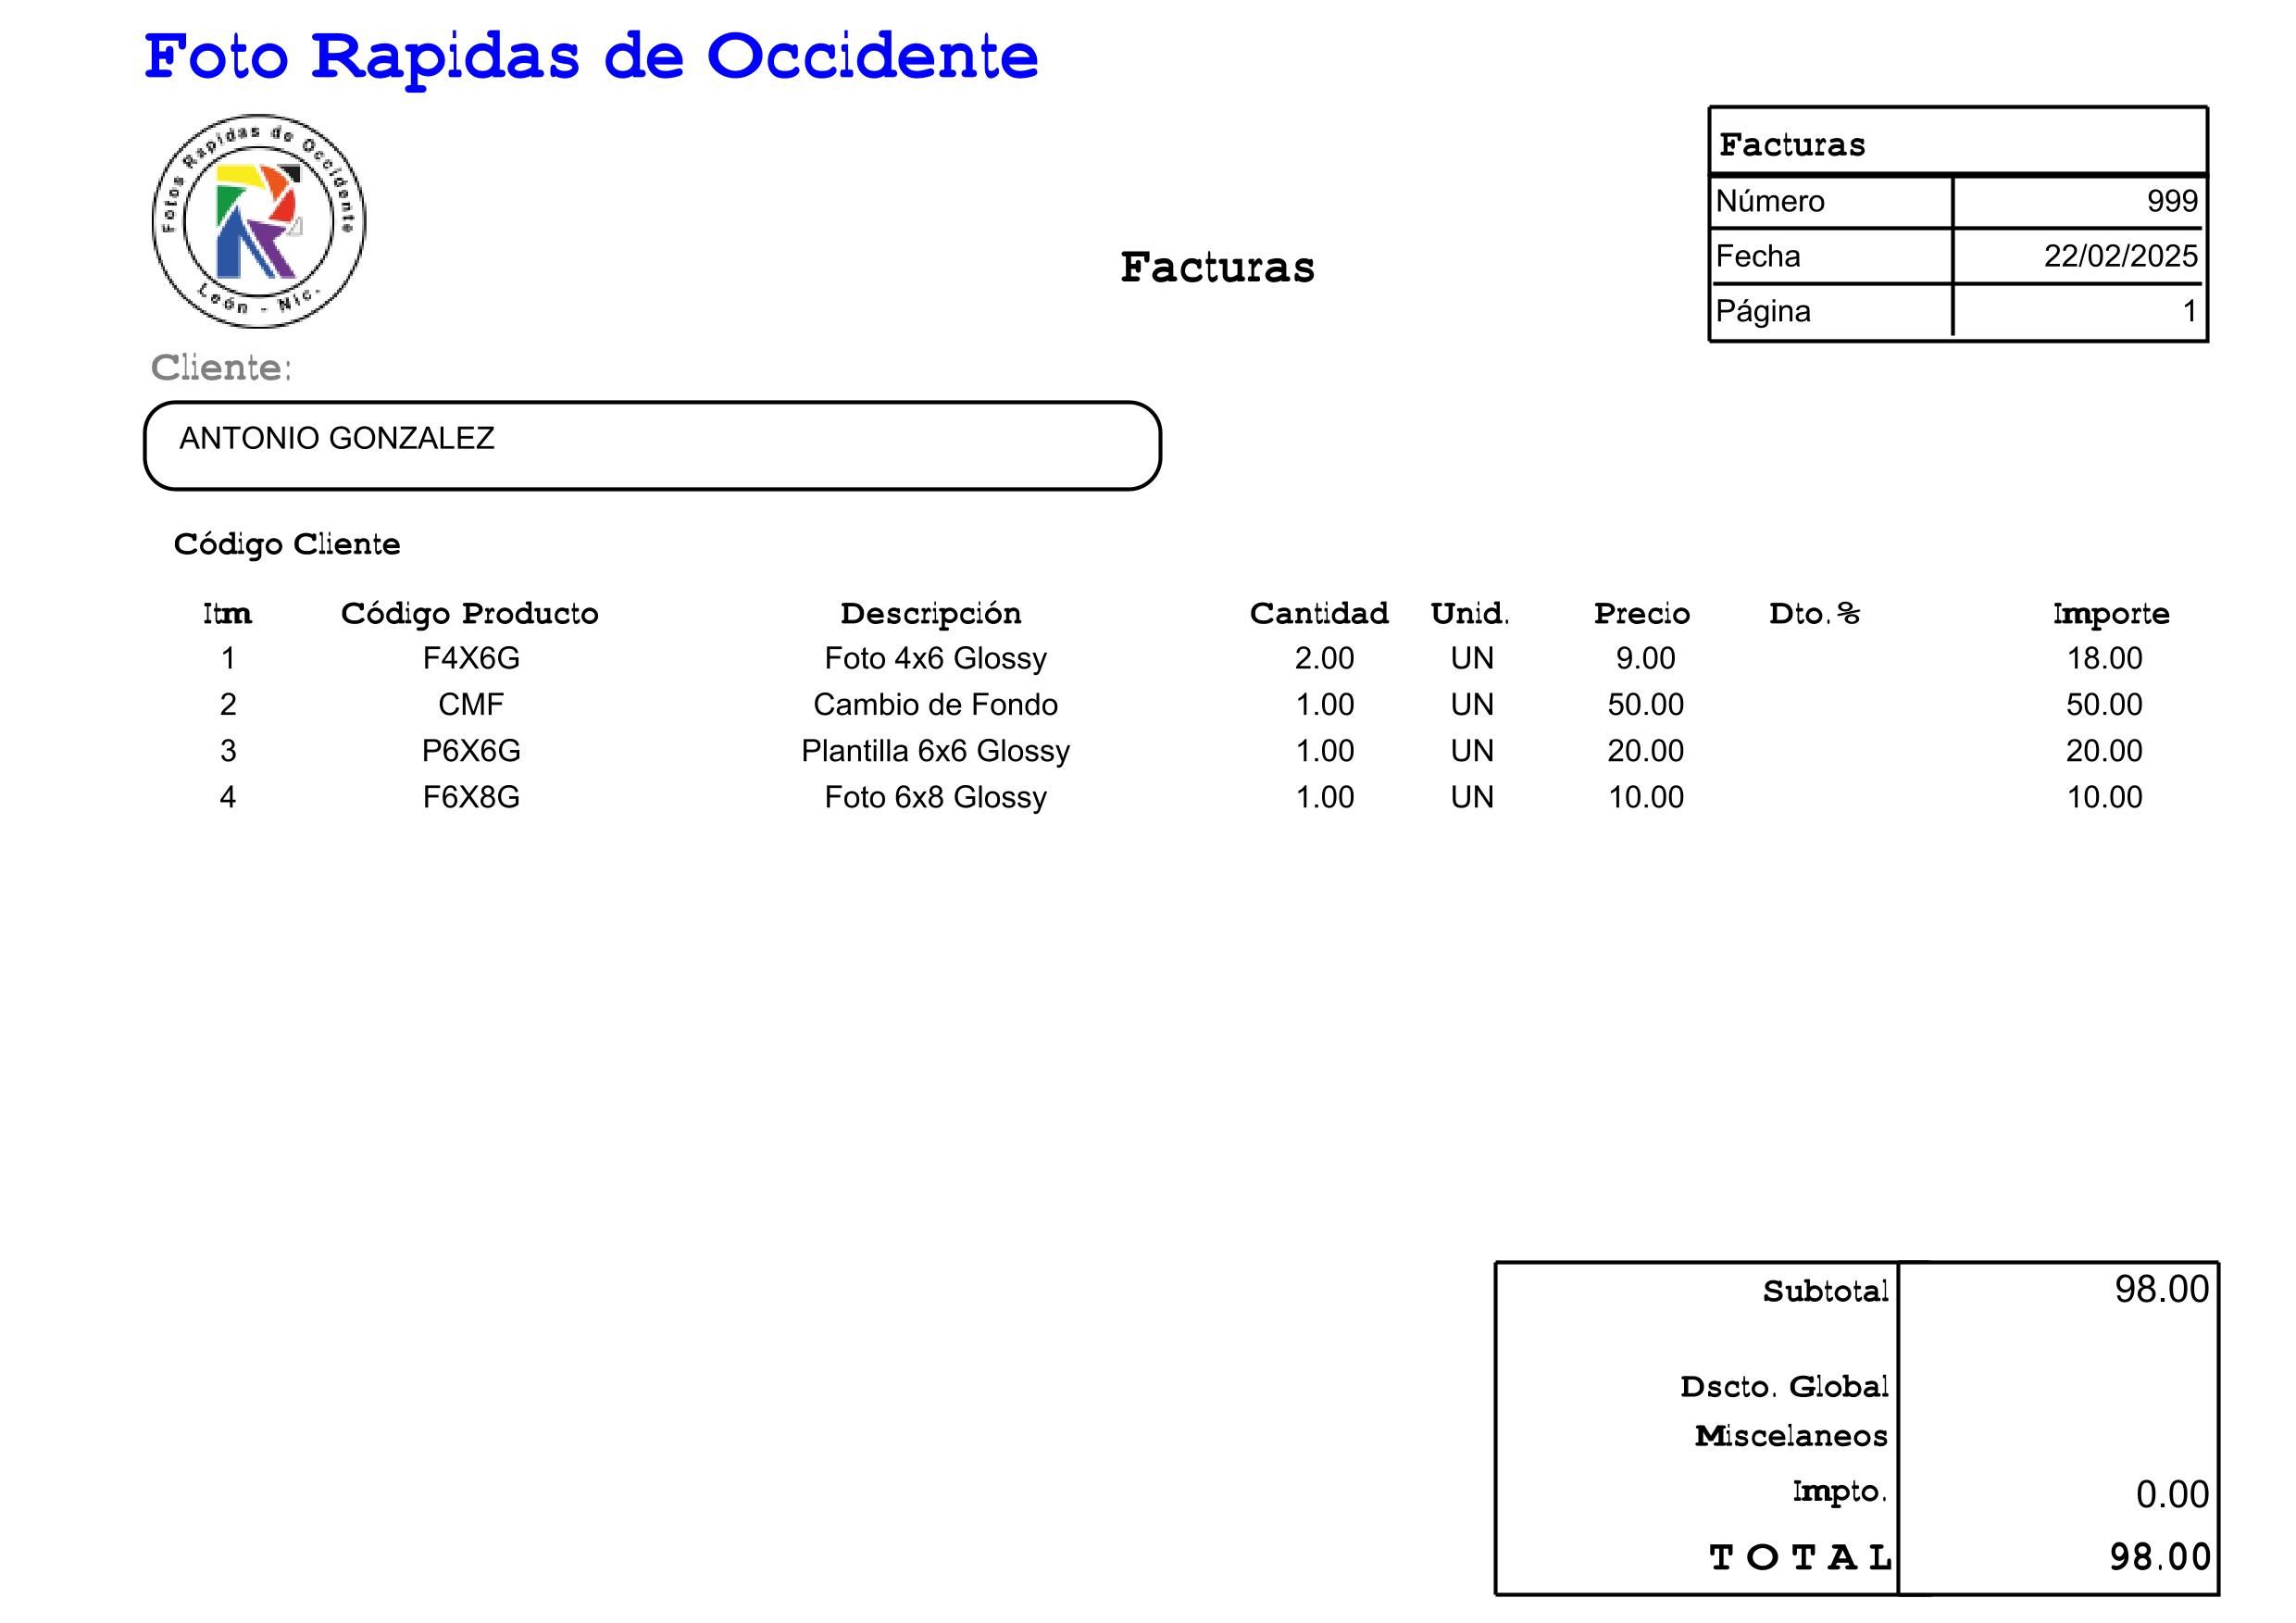 Foto Rapidas de Occidente
Fotos Rapidas de Occidente
León - Nic.
Facturas
Número 999
Fecha 22/02/2025
Página 1
Facturas
Cliente:
ANTONIO GONZALEZ
Código Cliente
Itm Código Producto Descripción Cantidad Unid. Precio Dto.% Importe
1 F4X6G Foto 4x6 Glossy 2.00 UN 9.00 18.00
2 CMF Cambio de Fondo 1.00 UN 50.00 50.00
3 P6X6G Plantilla 6x6 Glossy 1.00 UN 20.00 20.00
4 F6X8G Foto 6x8 Glossy 1.00 UN 10.00 10.00
Subtotal 98.00
Dscto. Global
Miscelaneos
Impto. 0.00
TOTAL 98.00